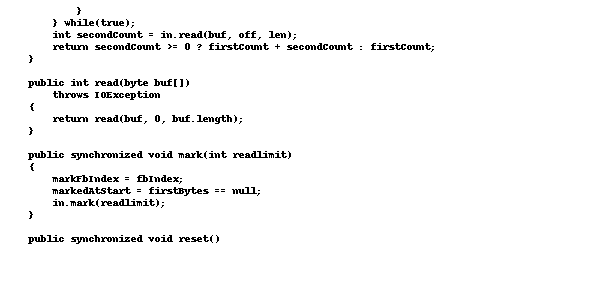 }
} while(true);
int secondCount = in.read(buf, off, len);
return secondCount >= 0 ? firstCount + secondCount : firstCount;
}
public int read(byte buf[])
throws IOException
{
return read(buf, 0, buf.length);
}
public synchronized void mark(int readlimit)
{
markFbIndex = fbIndex;
markedAtStart = firstBytes == null;
in.mark(readlimit);
}
public synchronized void reset()